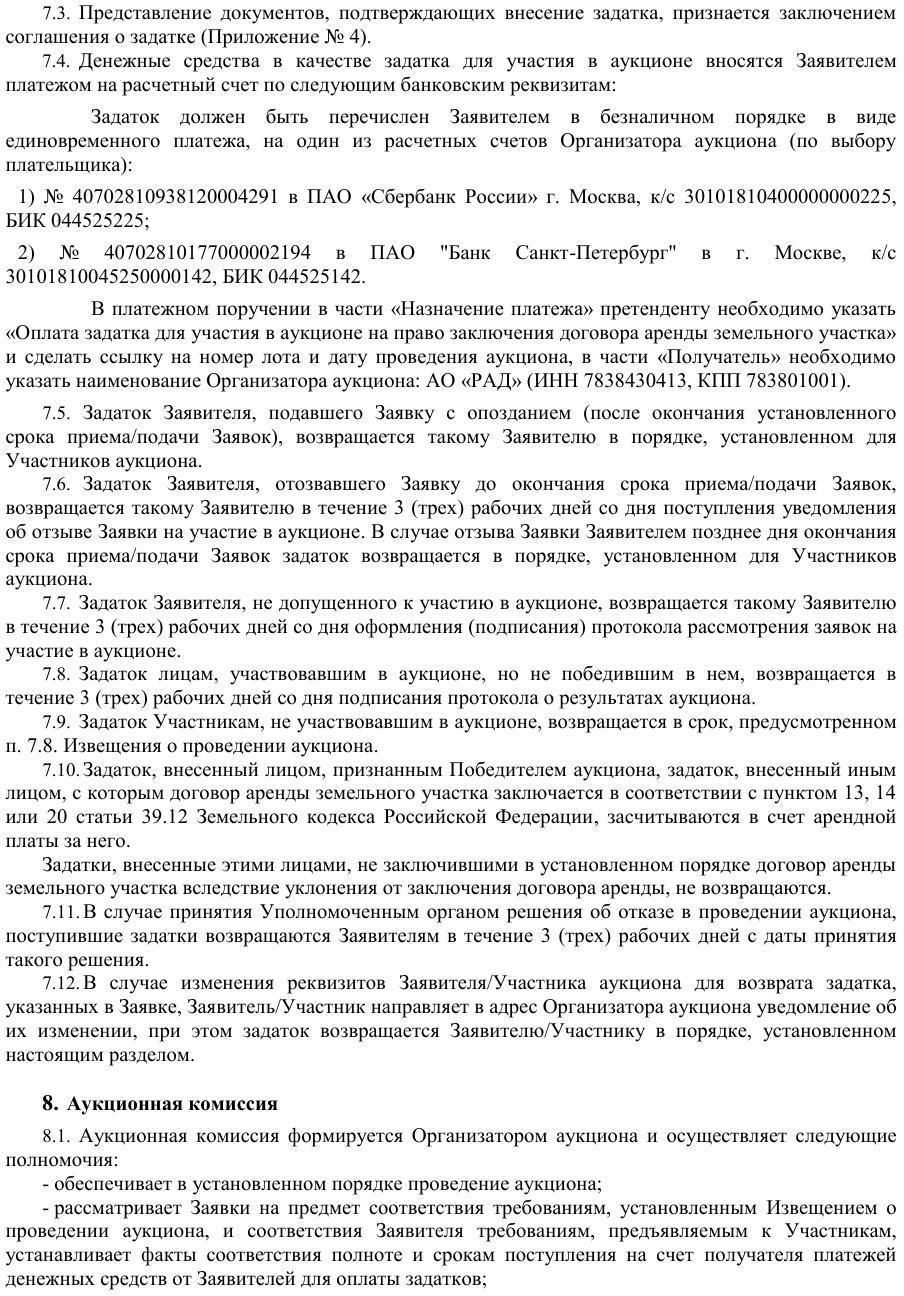 7.3. Представление документов, подтверждающих внесение задатка, признается заключением
соглашения о задатке (Приложение № 4).
7.4. Денежные средства в качестве задатка для участия в аукционе вносятся Заявителем
платежом на расчетный счет по следующим банковским реквизитам:
Задаток должен быть перечислен Заявителем в безналичном порядке в виде
единовременного платежа, на один из расчетных счетов Организатора аукциона (по выбору
плательщика):
1) № 40702810938120004291 в ПАО «Сбербанк России» г. Москва, к/с 30101810400000000225,
БИК 044525225;
2) № 40702810177000002194 в ПАО "Банк Санкт-Петербург" в г. Москве, к/с
30101810045250000142, БИК 044525142.
В платежном поручении в части «Назначение платежа» претенденту необходимо указать
«Оплата задатка для участия в аукционе на право заключения договора аренды земельного участка»
и сделать ссылку на номер лота и дату проведения аукциона, в части «Получатель» необходимо
указать наименование Организатора аукциона: АО «РАД» (ИНН 7838430413, КПП 783801001).
7.5. Задаток Заявителя, подавшего Заявку с опозданием (после окончания установленного
срока приема/подачи Заявок), возвращается такому Заявителю в порядке, установленном для
Участников аукциона.
7.6. Задаток Заявителя, отозвавшего Заявку до окончания срока приема/подачи Заявок,
возвращается такому Заявителю в течение 3 (трех) рабочих дней со дня поступления уведомления
об отзыве Заявки на участие в аукционе. В случае отзыва Заявки Заявителем позднее дня окончания
срока приема/подачи Заявок задаток возвращается в порядке, установленном для Участников
аукциона.
7.7. Задаток Заявителя, не допущенного к участию в аукционе, возвращается такому Заявителю
в течение 3 (трех) рабочих дней со дня оформления (подписания) протокола рассмотрения заявок на
участие в аукционе.
7.8. Задаток лицам, участвовавшим в аукционе, но не победившим в нем, возвращается в
течение 3 (трех) рабочих дней со дня подписания протокола о результатах аукциона.
7.9. Задаток Участникам, не участвовавшим в аукционе, возвращается в срок, предусмотренном
п. 7.8. Извещения о проведении аукциона.
7.10. Задаток, внесенный лицом, признанным Победителем аукциона, задаток, внесенный иным
лицом, с которым договор аренды земельного участка заключается в соответствии с пунктом 13, 14
или 20 статьи 39.12 Земельного кодекса Российской Федерации, засчитываются в счет арендной
платы за него.
Задатки, внесенные этими лицами, не заключившими в установленном порядке договор аренды
земельного участка вследствие уклонения от заключения договора аренды, не возвращаются.
7.11. В случае принятия Уполномоченным органом решения об отказе в проведении аукциона,
поступившие задатки возвращаются Заявителям в течение 3 (трех) рабочих дней с даты принятия
такого решения.
7.12. В случае изменения реквизитов Заявителя/Участника аукциона для возврата задатка,
указанных в Заявке, Заявитель/Участник направляет в адрес Организатора аукциона уведомление об
их изменении, при этом задаток возвращается Заявителю/Участнику в порядке, установленном
настоящим разделом.
8. Аукционная комиссия
8.1. Аукционная комиссия формируется Организатором аукциона и осуществляет следующие
полномочия:
- обеспечивает в установленном порядке проведение аукциона;
- рассматривает Заявки на предмет соответствия требованиям, установленным Извещением о
проведении аукциона, и соответствия Заявителя требованиям, предъявляемым к Участникам,
устанавливает факты соответствия полноте и срокам поступления на счет получателя платежей
денежных средств от Заявителей для оплаты задатков;